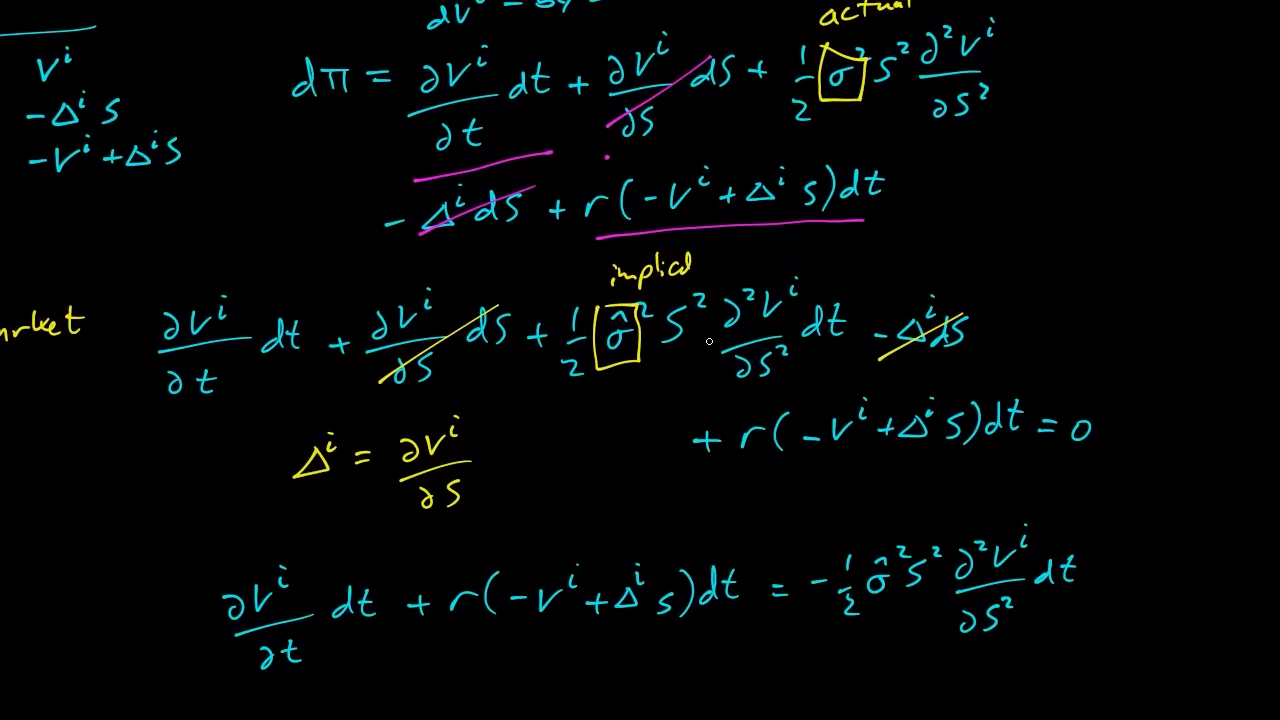 actual
V^i
-Δ^i S
-V^i + Δ^i S
dπ = ∂V^i/∂t dt + ∂V^i/∂S dS + 1/2 σ^2 S^2 ∂^2V^i/∂S^2
- Δ^i dS + r(-V^i + Δ^i S)dt
implied
∂V^i/∂t dt + ∂V^i/∂S dS + 1/2 σ̂^2 S^2 ∂^2V^i/∂S^2 dt - Δ^i dS
+ r(-V^i + Δ^i S)dt = 0
Δ^i = ∂V^i/∂S
∂V^i/∂t dt + r(-V^i + Δ^i S)dt = -1/2 σ̂^2 S^2 ∂^2V^i/∂S^2 dt